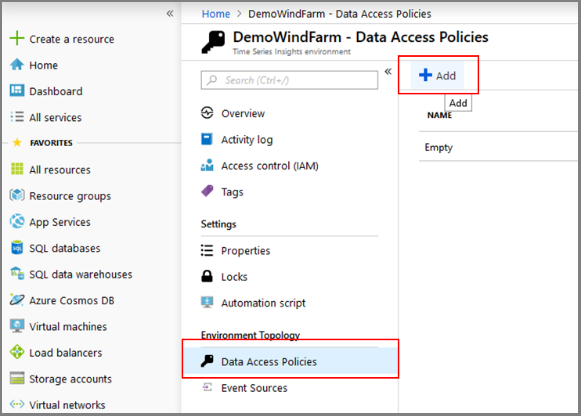 «
Create a resource
Home
Dashboard
All services
FAVORITES
All resources
Resource groups
App Services
SQL databases
SQL data warehouses
Azure Cosmos DB
Virtual machines
Load balancers
Storage accounts
Virtual networks
Home > DemoWindFarm - Data Access Policies
DemoWindFarm - Data Access Policies
Time Series Insights environment
Search (Ctrl+/)
«
Overview
Activity log
Access control (IAM)
Tags
Settings
Properties
Locks
Automation script
Environment Topology
Data Access Policies
Event Sources
Add
Add
NAME
Empty